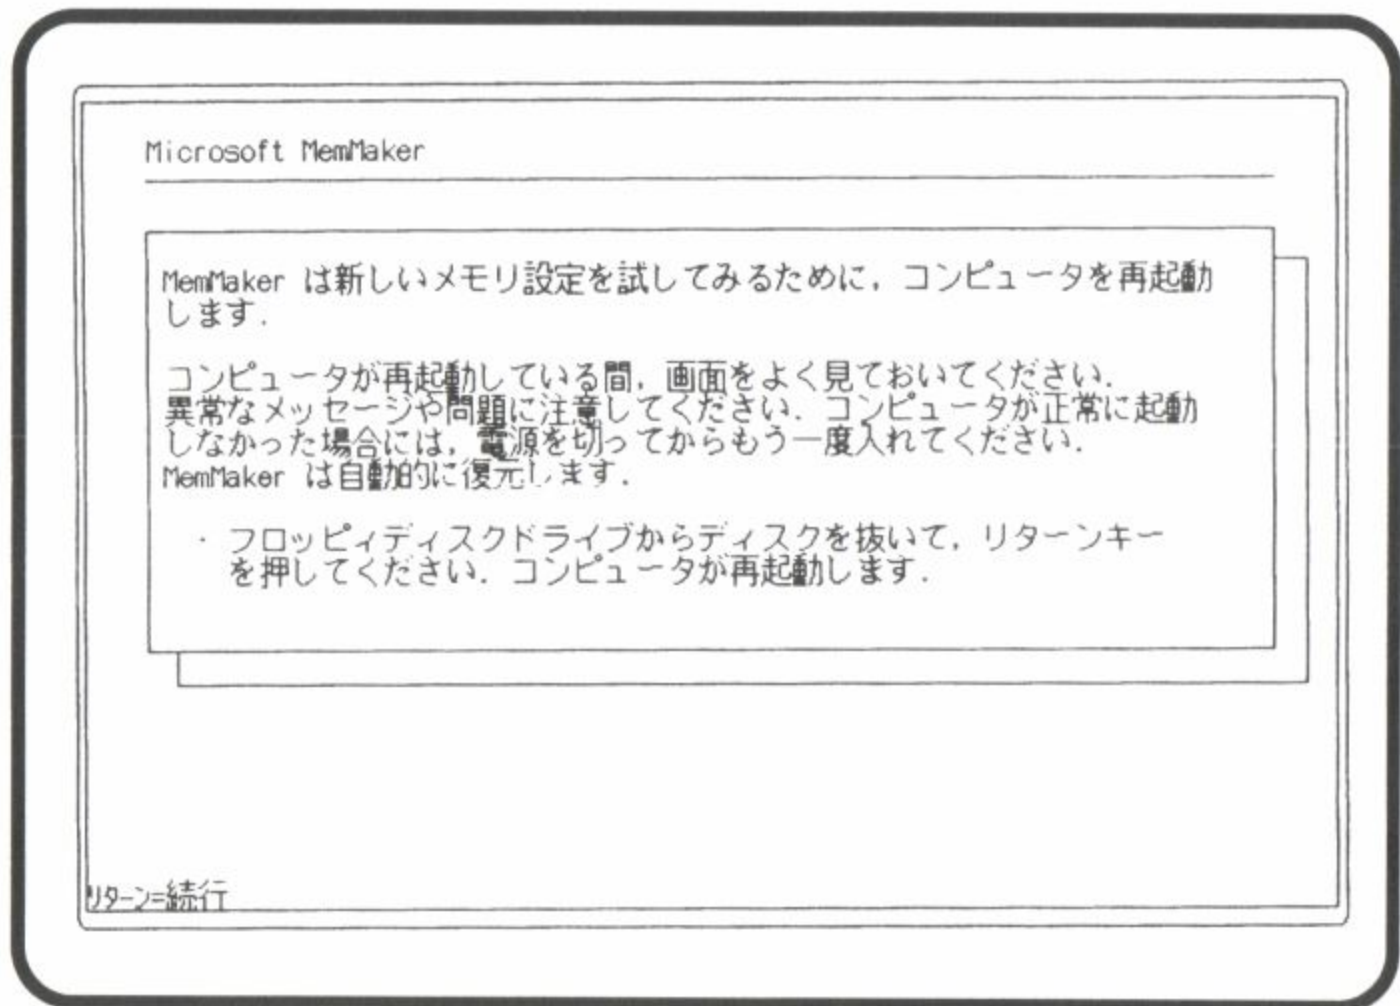 Microsoft MemMaker
MemMaker は新しいメモリ設定を試してみるために，コンピュータを再起動
します．
コンピュータが再起動している間，画面をよく見ておいてください．
異常なメッセージや問題に注意してください．コンピュータが正常に起動
しなかった場合には，電源を切ってからもう一度入れてください．
MemMaker は自動的に復元します．
・フロッピィディスクドライブからディスクを抜いて，リターンキー
を押してください．コンピュータが再起動します．
ﾘﾀｰﾝ=続行